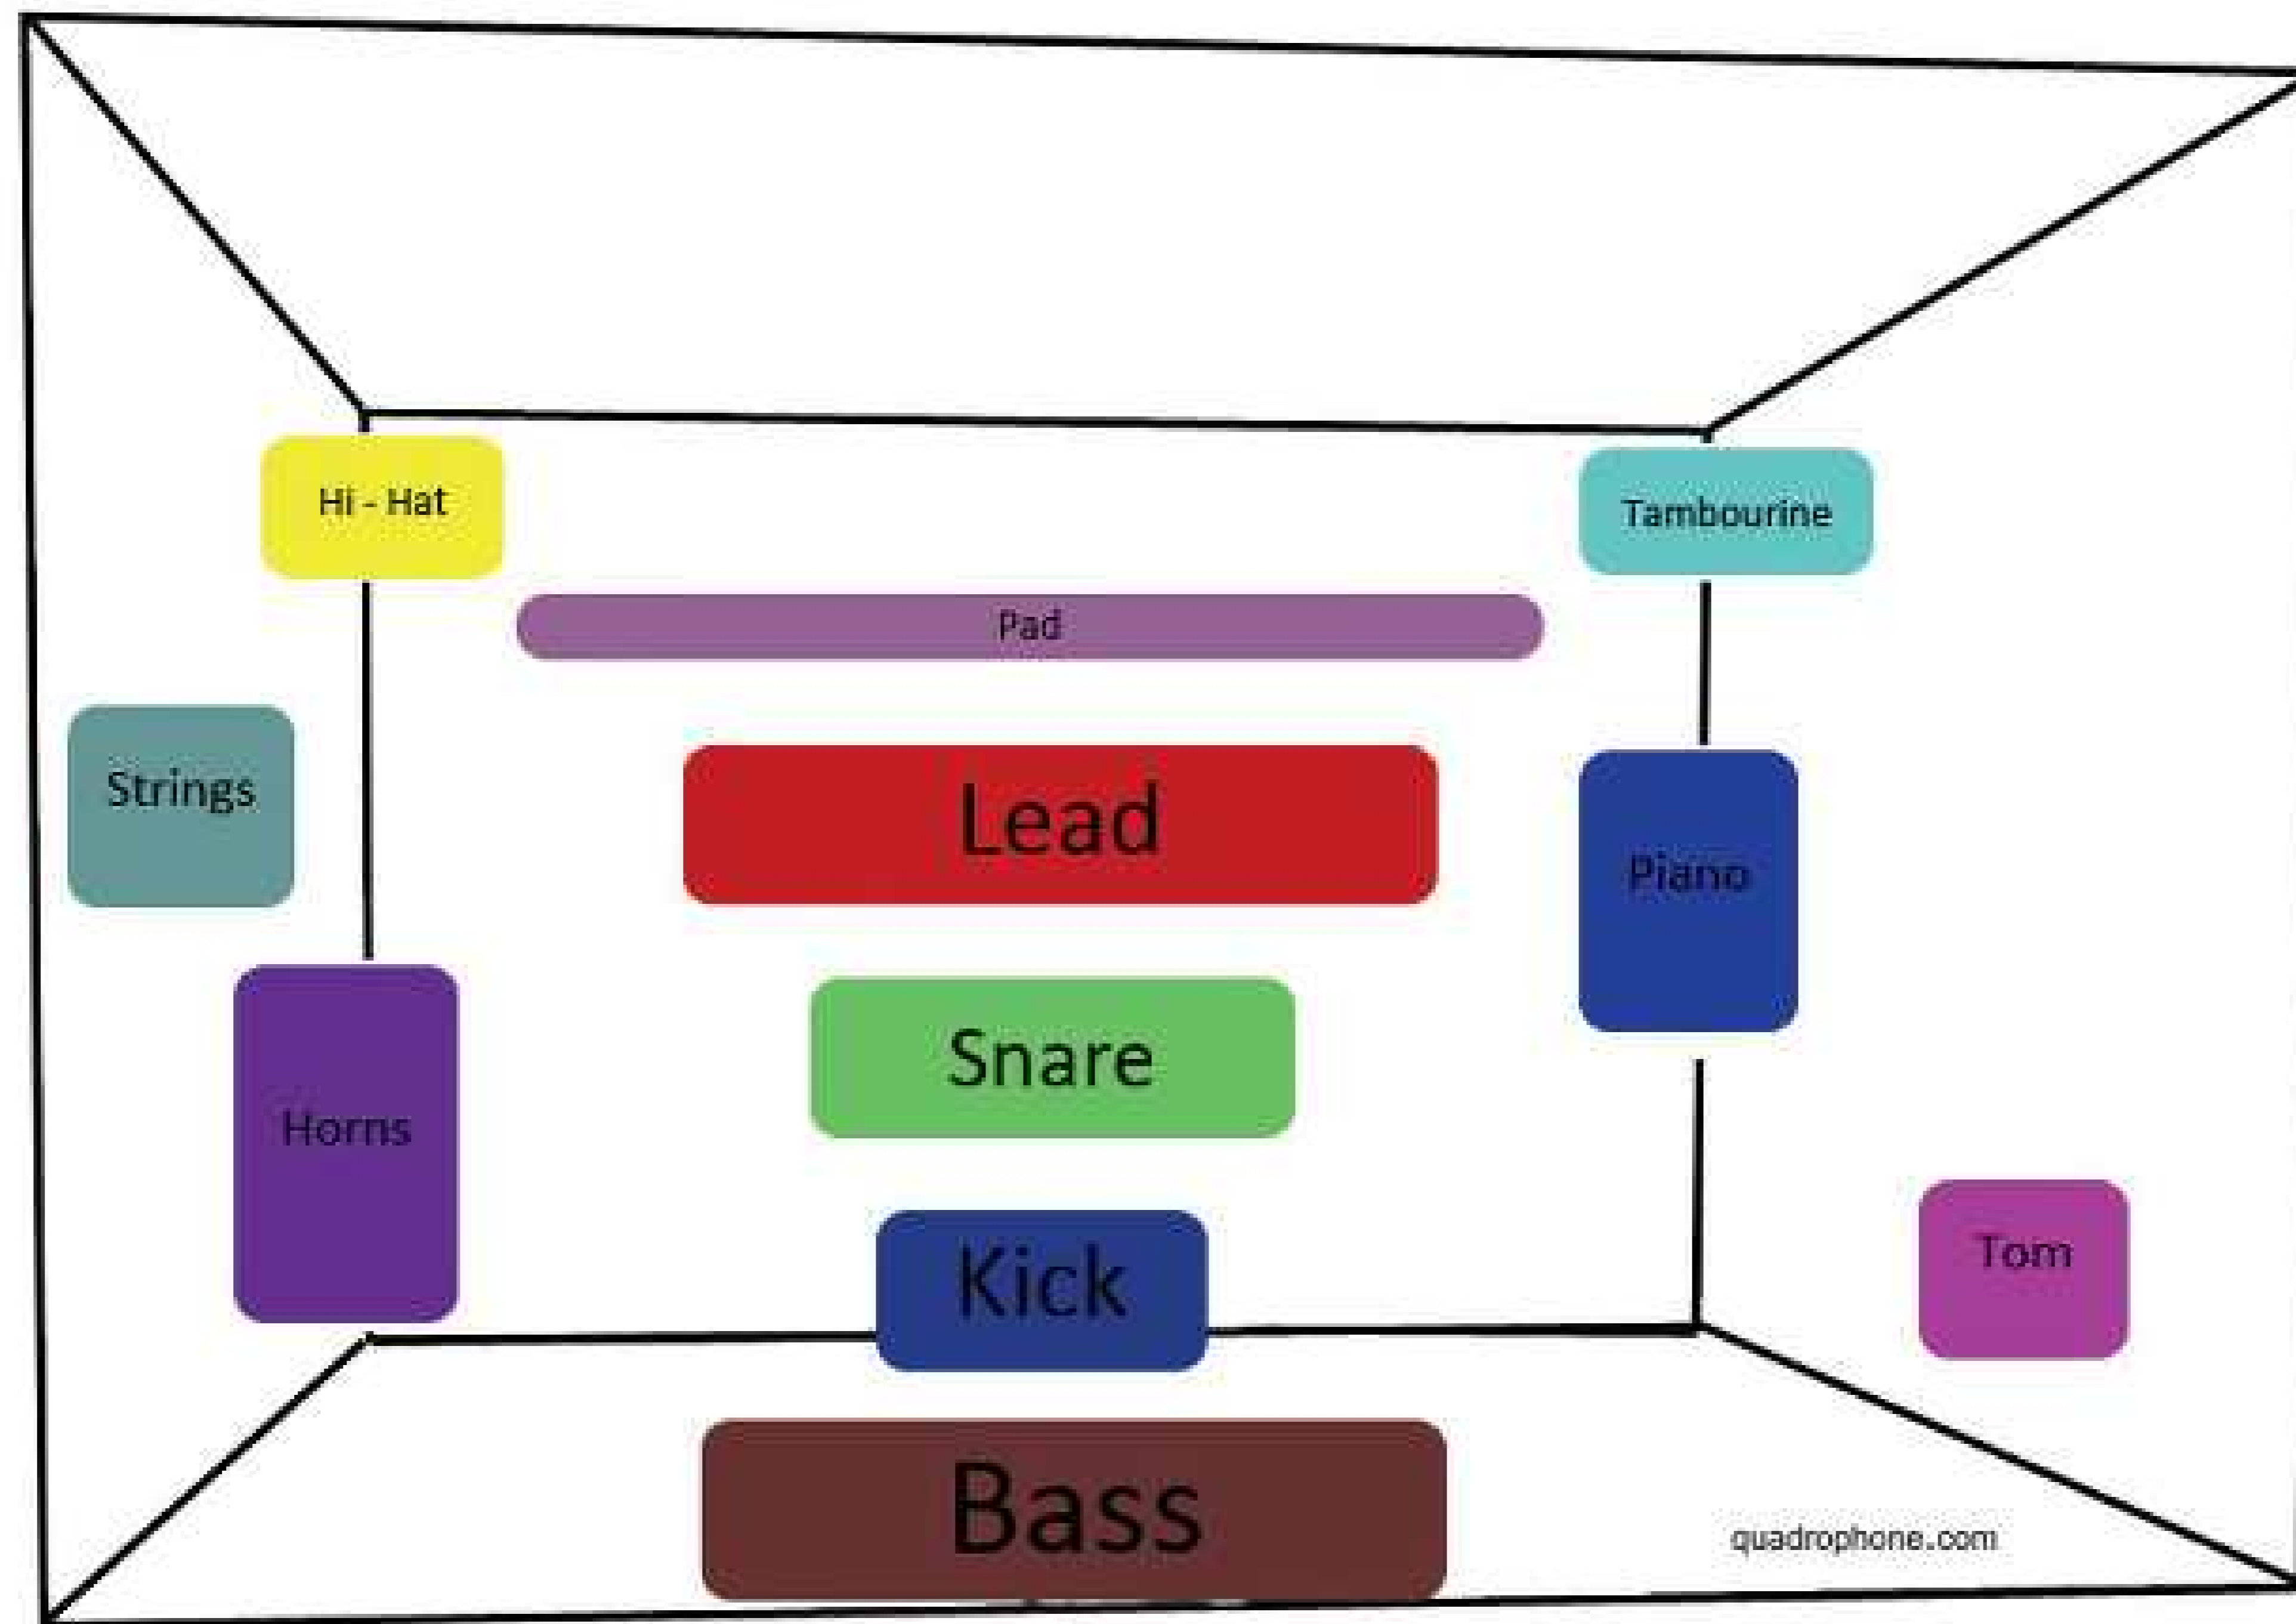 Hi - Hat
Tambourine
Pad
Strings
Lead
Piano
Snare
Horns
Kick
Tom
Bass
quadrophone.com